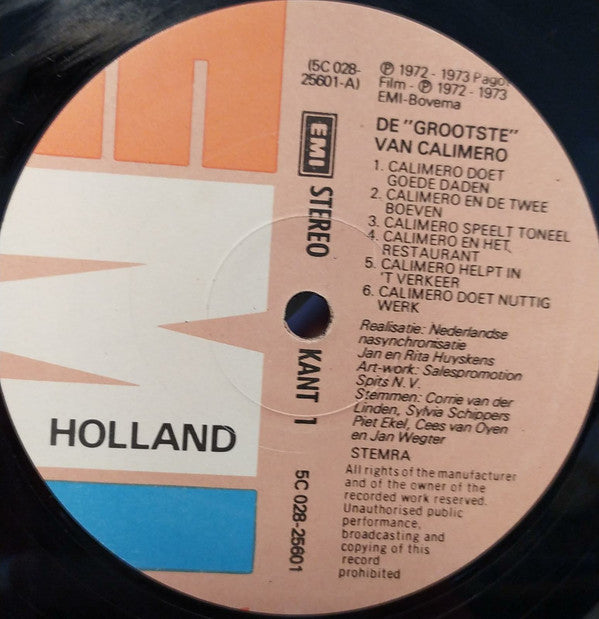 (5C 028-
25601-A)
℗ 1972 - 1973 Pago
Film - ℗ 1972 - 1973
EMI-Bovema
DE "GROOTSTE"
VAN CALIMERO
1. CALIMERO DOET
GOEDE DADEN
2. CALIMERO EN DE TWEE
BOEVEN
3. CALIMERO SPEELT TONEEL
4. CALIMERO EN HET
RESTAURANT
5. CALIMERO HELPT IN
'T VERKEER
6. CALIMERO DOET NUTTIG
WERK
Realisatie: Nederlandse
nasynchronisatie
Jan en Rita Huyskens
Art-work: Salespromotion
Spits N.V.
Stemmen: Corrie van der
Linden, Sylvia Schippers
Piet Ekel, Cees van Oyen
en Jan Wegter
STEMRA
All rights of the manufacturer
and of the owner of the
recorded work reserved.
Unauthorised public
performance,
broadcasting and
copying of this
record
prohibited
EMI STEREO KANT 1 5C 028-25601
HOLLAND